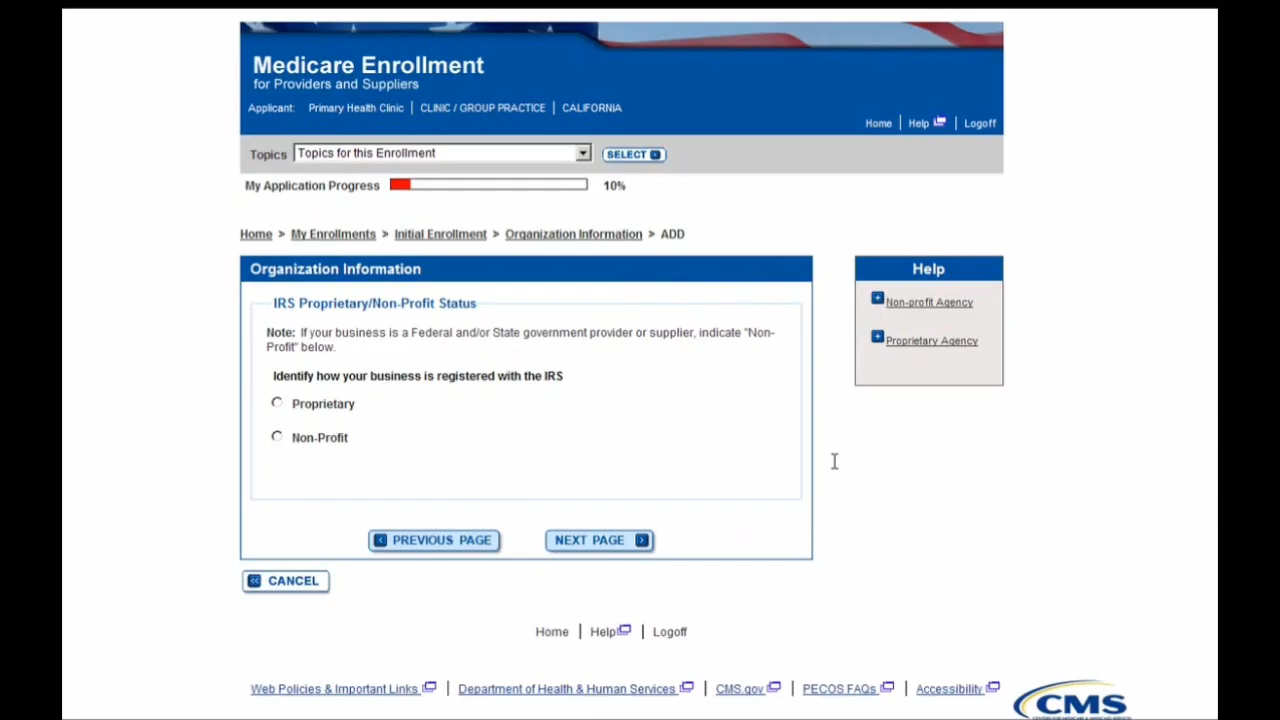 Medicare Enrollment
for Providers and Suppliers
Applicant: Primary Health Clinic | CLINIC / GROUP PRACTICE | CALIFORNIA
Home | Help | Logoff
Topics Topics for this Enrollment SELECT
My Application Progress 10%
Home > My Enrollments > Initial Enrollment > Organization Information > ADD
Organization Information
IRS Proprietary/Non-Profit Status
Note: If your business is a Federal and/or State government provider or supplier, indicate "Non-
Profit" below.
Identify how your business is registered with the IRS
Proprietary
Non-Profit
PREVIOUS PAGE NEXT PAGE
CANCEL
Help
Non-profit Agency
Proprietary Agency
Home | Help | Logoff
Web Policies & Important Links | Department of Health & Human Services | CMS.gov | PECOS FAQs | Accessibility
CMS